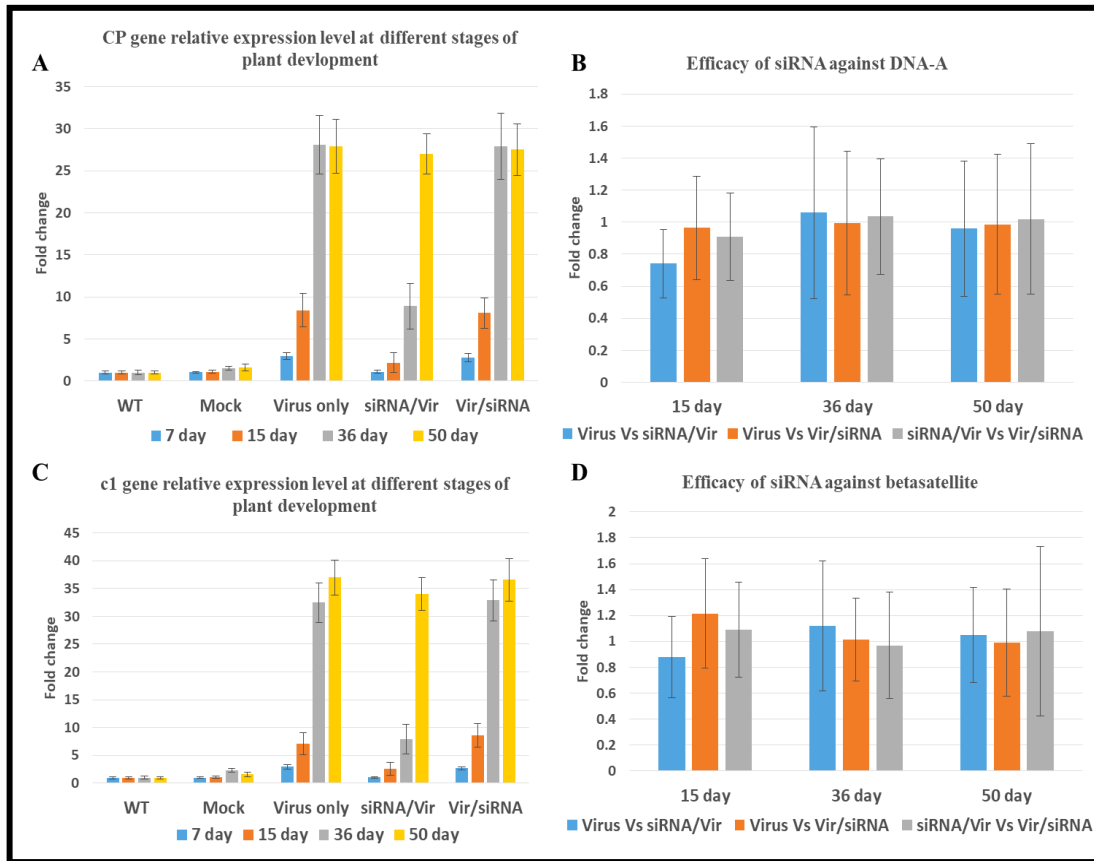 A
CP gene relative expression level at different stages of
plant devlopment
Fold change
35
30
25
20
15
10
5
0
WT Mock Virus only siRNA/Vir Vir/siRNA
7 day 15 day 36 day 50 day
B
Efficacy of siRNA against DNA-A
Fold change
1.8
1.6
1.4
1.2
1
0.8
0.6
0.4
0.2
0
15 day 36 day 50 day
Virus Vs siRNA/Vir Virus Vs Vir/siRNA siRNA/Vir Vs Vir/siRNA
C
c1 gene relative expression level at different stages of
plant development
Fold change
45
40
35
30
25
20
15
10
5
0
WT Mock Virus only siRNA/Vir Vir/siRNA
7 day 15 day 36 day 50 day
D
Efficacy of siRNA against betasatellite
Fold change
2
1.8
1.6
1.4
1.2
1
0.8
0.6
0.4
0.2
0
15 day 36 day 50 day
Virus Vs siRNA/Vir Virus Vs Vir/siRNA siRNA/Vir Vs Vir/siRNA